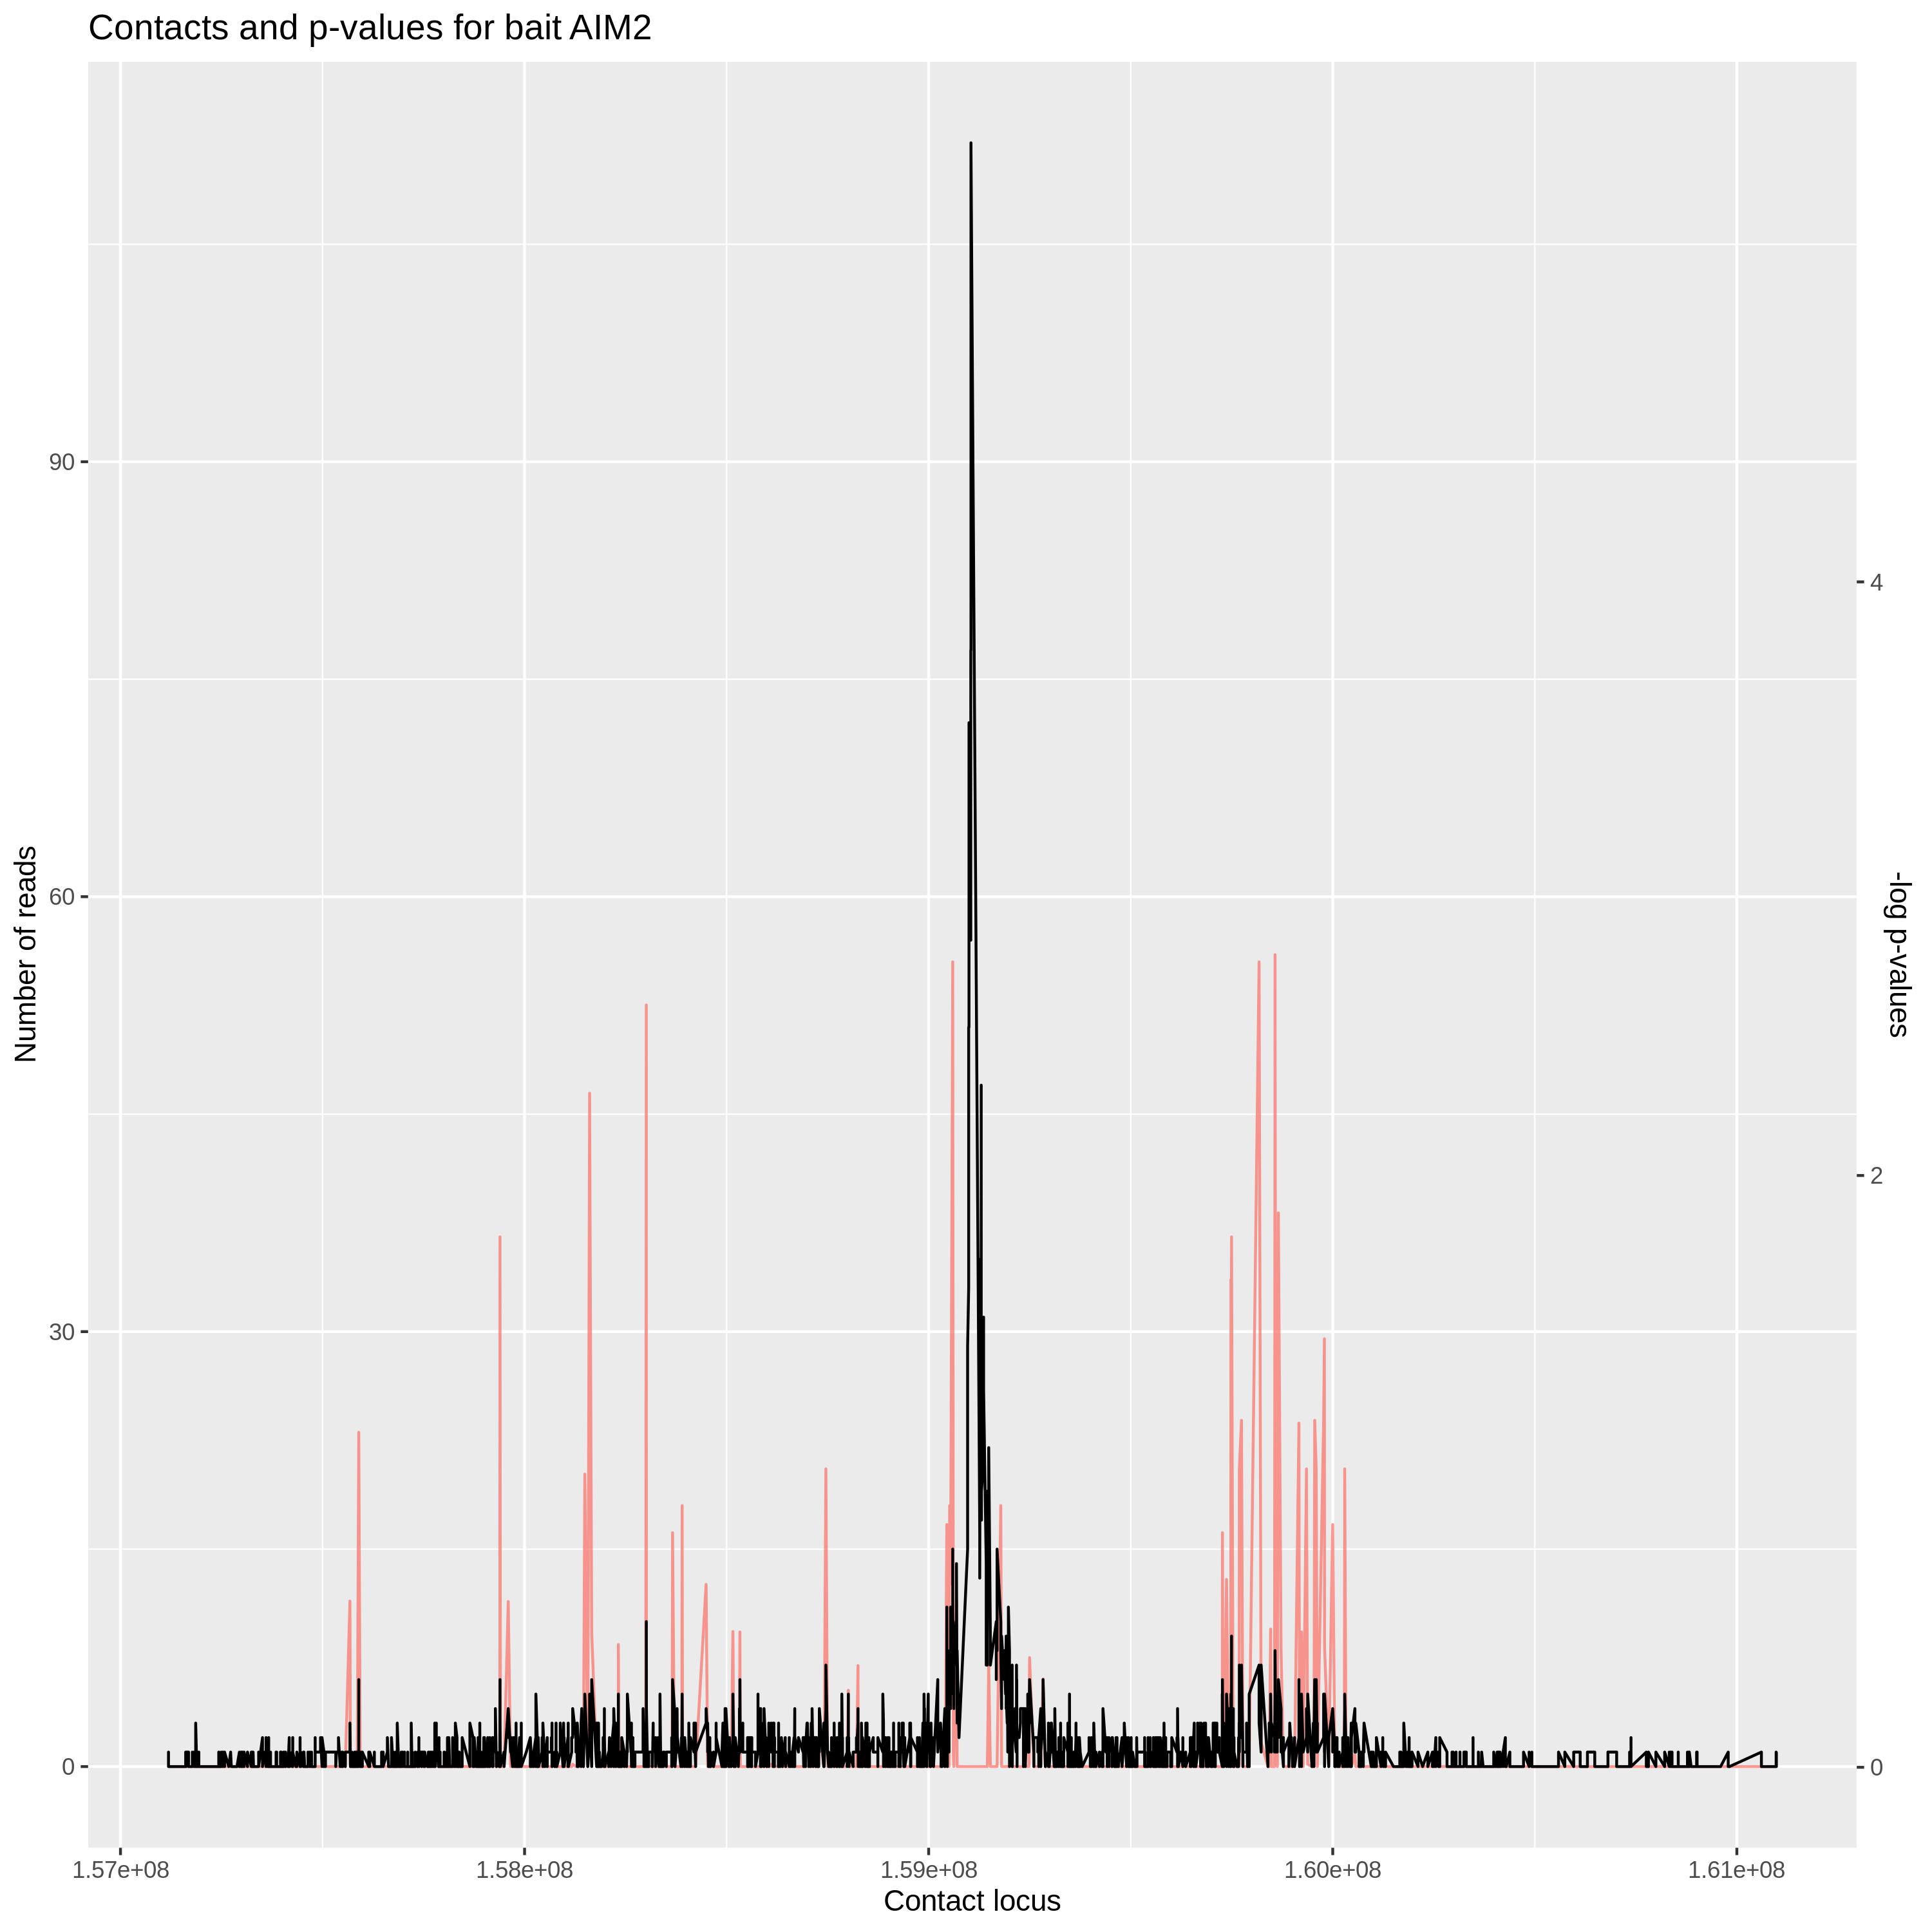 Contacts and p-values for bait AIM2
Number of reads
90
60
30
0
4
2
0
-log p-values
1.57e+08 1.58e+08 1.59e+08 1.60e+08 1.61e+08
Contact locus